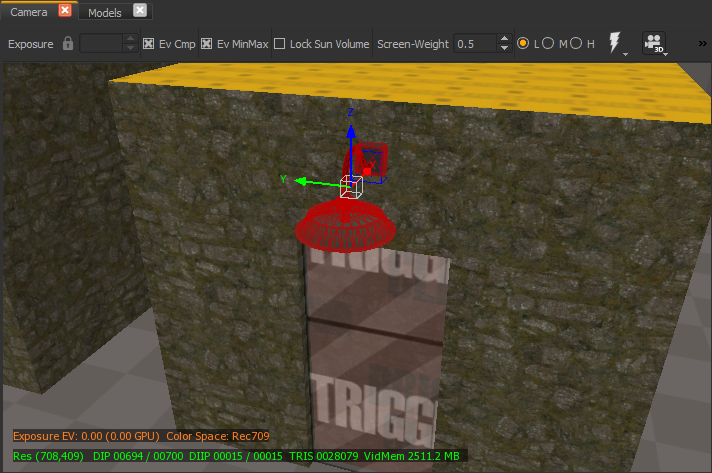 Camera
Models
Exposure Ev Cmp Ev MinMax Lock Sun Volume Screen-Weight 0.5 L M H 3D »
Z
Y
TRIGG
TRIGG
Exposure EV: 0.00 (0.00 GPU) Color Space: Rec709
Res (708,409) DIP 00694 / 00700 DIIP 00015 / 00015 TRIS 0028079 VidMem 2511.2 MB